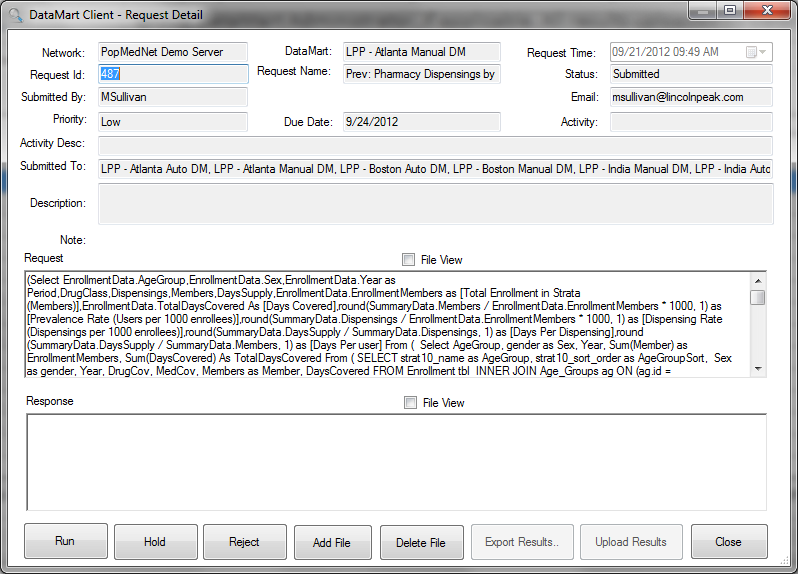 DataMart Client - Request Detail
Network: PopMedNet Demo Server DataMart: LPP - Atlanta Manual DM Request Time: 09/21/2012 09:49 AM
Request Id: 487 Request Name: Prev: Pharmacy Dispensings by Status: Submitted
Submitted By: MSullivan Email: msullivan@lincolnpeak.com
Priority: Low Due Date: 9/24/2012 Activity:
Activity Desc:
Submitted To: LPP - Atlanta Auto DM, LPP - Atlanta Manual DM, LPP - Boston Auto DM, LPP - Boston Manual DM, LPP - India Manual DM, LPP - India Auto
Description:
Note:
Request File View
(Select EnrollmentData.AgeGroup,EnrollmentData.Sex,EnrollmentData.Year as
Period,DrugClass,Dispensings,Members,DaysSupply,EnrollmentData.EnrollmentMembers as [Total Enrollment in Strata
(Members)],EnrollmentData.TotalDaysCovered As [Days Covered],round(SummaryData.Members / EnrollmentData.EnrollmentMembers * 1000, 1) as
[Prevalence Rate (Users per 1000 enrollees)],round(SummaryData.Dispensings / EnrollmentData.EnrollmentMembers * 1000, 1) as [Dispensing Rate
(Dispensings per 1000 enrollees)],round(SummaryData.DaysSupply / SummaryData.Dispensings, 1) as [Days Per Dispensing],round
(SummaryData.DaysSupply / SummaryData.Members, 1) as [Days Per user] From ( Select AgeGroup, gender as Sex, Year, Sum(Member) as
EnrollmentMembers, Sum(DaysCovered) As TotalDaysCovered From ( SELECT strat10_name as AgeGroup, strat10_sort_order as AgeGroupSort, Sex
as gender, Year, DrugCov, MedCov, Members as Member, DaysCovered FROM Enrollment tbl INNER JOIN Age_Groups ag ON (ag.id =
Response File View
Run Hold Reject Add File Delete File Export Results.. Upload Results Close